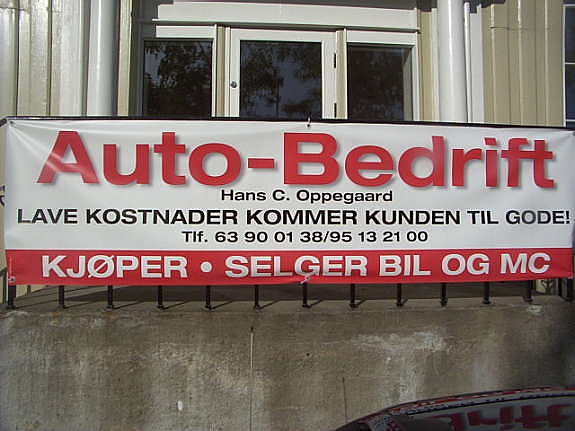 Auto-Bedrift
Hans C. Oppegaard
LAVE KOSTNADER KOMMER KUNDEN TIL GODE!
Tlf. 63 90 01 38/95 13 21 00
KJØPER • SELGER BIL OG MC